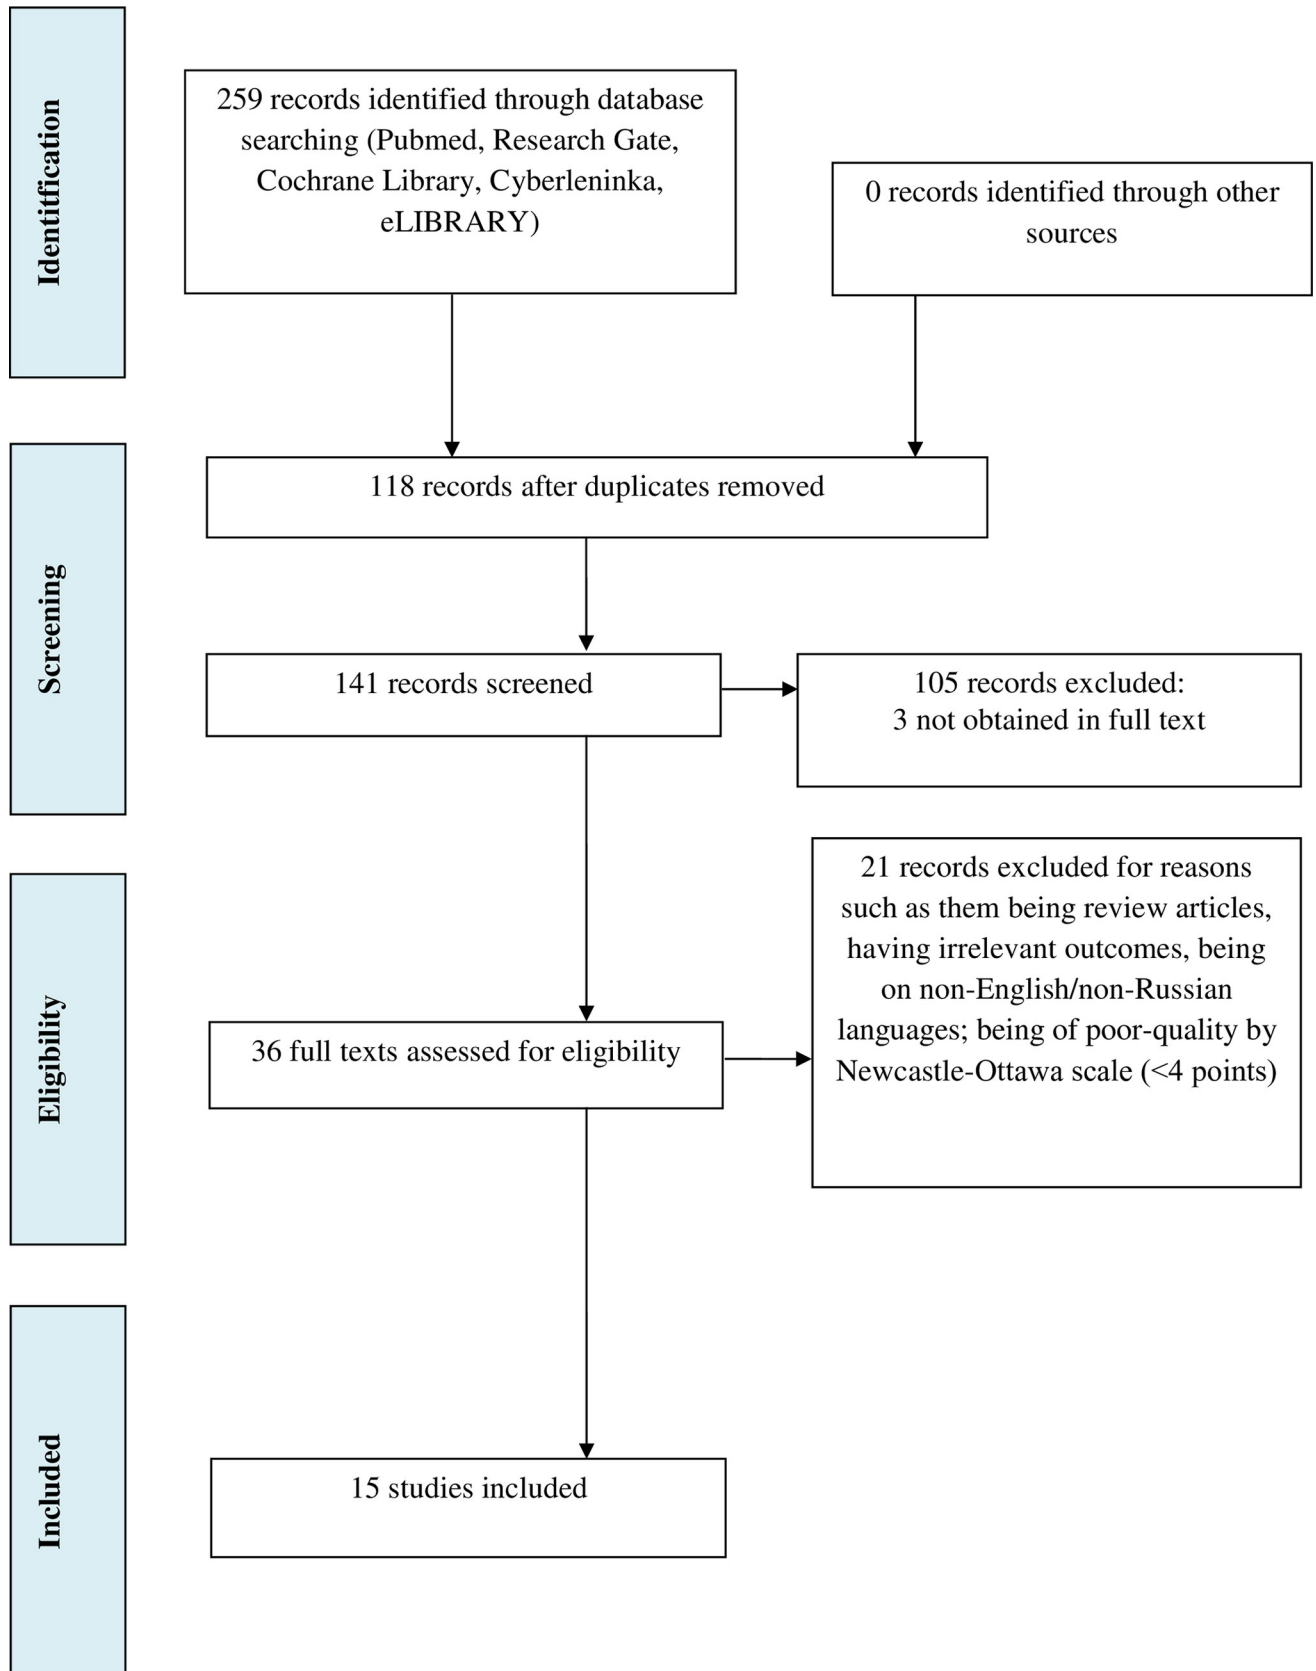 Identitfication
259 records identified through database
searching (Pubmed, Research Gate,
Cochrane Library, Cyberleninka,
eLIBRARY)
0 records identified through other
sources
Screening
118 records after duplicates removed
141 records screened
105 records excluded:
3 not obtained in full text
Eligibility
36 full texts assessed for eligibility
21 records excluded for reasons
such as them being review articles,
having irrelevant outcomes, being
on non-English/non-Russian
languages; being of poor-quality by
Newcastle-Ottawa scale (<4 points)
Included
15 studies included